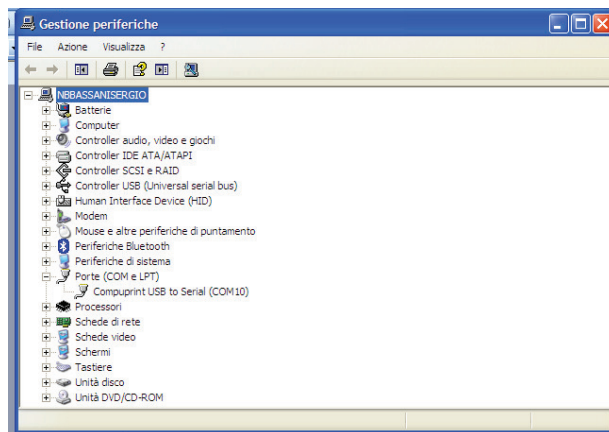 Gestione periferiche
File Azione Visualizza ?
NBBASSANISERGIO
Batterie
Computer
Controller audio, video e giochi
Controller IDE ATA/ATAPI
Controller SCSI e RAID
Controller USB (Universal serial bus)
Human Interface Device (HID)
Modem
Mouse e altre periferiche di puntamento
Periferiche Bluetooth
Periferiche di sistema
Porte (COM e LPT)
Compuprint USB to Serial (COM10)
Processori
Schede di rete
Schede video
Schermi
Tastiere
Unità disco
Unità DVD/CD-ROM